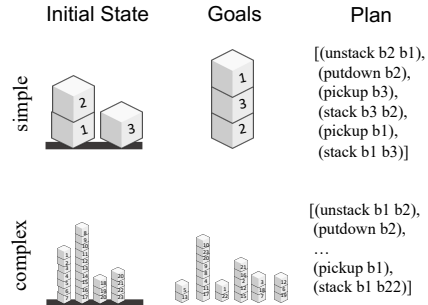 Initial State Goals Plan
simple
2
1
3
1
3
2
[(unstack b2 b1),
(putdown b2),
(pickup b3),
(stack b3 b2),
(pickup b1),
(stack b1 b3)]
complex
[(unstack b1 b2),
(putdown b2),
…
(pickup b1),
(stack b1 b22)]